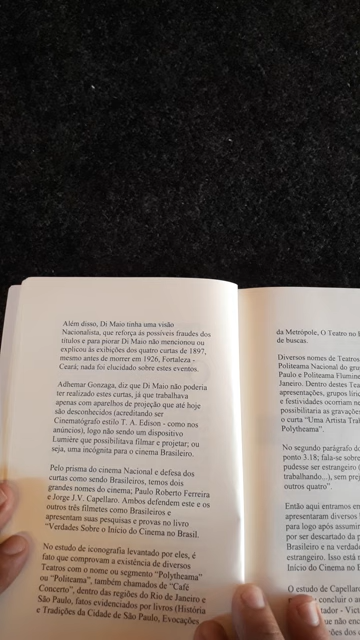 Além disso, Di Maio tinha uma visão
Nacionalista, que reforça ás possíveis fraudes dos
títulos e para piorar Di Maio não mencionou ou
explicou às exibições dos quatro curtas de 1897,
mesmo antes de morrer em 1926, Fortaleza -
Ceará; nada foi elucidado sobre estes eventos.
Adhemar Gonzaga, diz que Di Maio não poderia
ter realizado estes curtas, já que trabalhava
apenas com aparelhos de projeção que até hoje
são desconhecidos (acreditando ser
Cinematógrafo estilo T. A. Edison - como nos
anúncios), logo não sendo um dispositivo
Lumière que possibilitava filmar e projetar; ou
seja, uma incógnita para o cinema Brasileiro.
Pelo prisma do cinema Nacional e defesa dos
curtas como sendo Brasileiros, temos dois
grandes nomes do cinema; Paulo Roberto Ferreira
e Jorge J.V. Capellaro. Ambos defendem este e os
outros três filmetes como Brasileiros e
apresentam suas pesquisas e provas no livro
"Verdades Sobre o Início do Cinema no Brasil.
No estudo de iconografia levantado por eles, é
fato que comprovam a existência de diversos
Teatros com o nome ou segmento "Polytheama"
ou "Politeama", também chamados de "Café
Concerto", dentro das regiões do Rio de Janeiro e
São Paulo, fatos evidenciados por livros (História
e Tradições da Cidade de São Paulo, Evocações
da Metrópole, O Teatro no
de buscas.
Diversos nomes de Teatros
Politeama Nacional do gru
Paulo e Politeama Flumine
Janeiro. Dentro destes Tea
apresentações, grupos líric
e festividades ocorriam ne
possibilitaria as gravaçõe
o curta "Uma Artista Trab
Polytheama".
No segundo parágrafo do
ponto 3.18; fala-se sobre
pudesse ser estrangeiro (
trabalhando...), sem prej
outros quatro".
Então aqui entramos en
apresentaram diversos
para logo após assumir
por ser descartado da p
Brasileiro e na verdade
estrangeiro. Isso está n
Início do Cinema no B
O estudo de Capellaro
concluir o ac
dor - Vict
que não enc